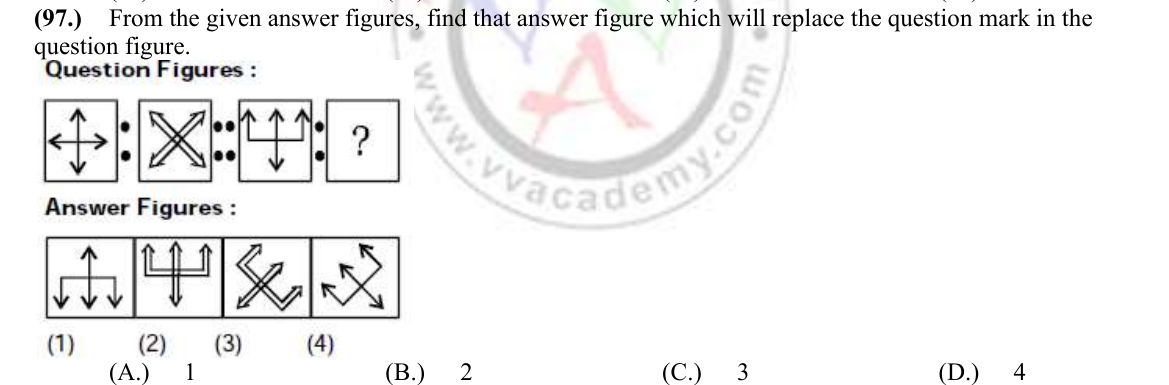 (97.) From the given answer figures, find that answer figure which will replace the question mark in the
question figure.
Question Figures :
?
Answer Figures :
(1) (2) (3) (4)
(A.) 1 (B.) 2 (C.) 3 (D.) 4
www.vvacademy.com